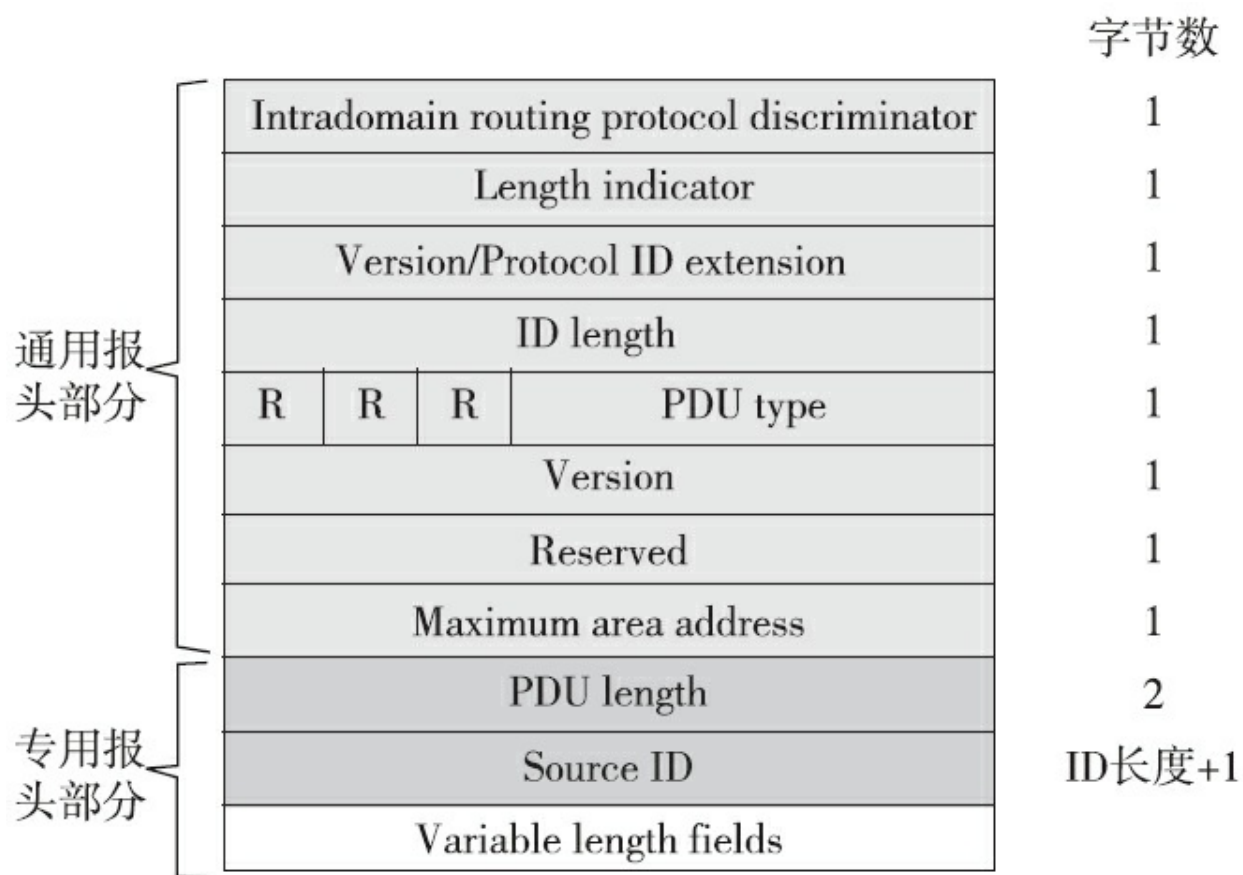 字节数
Intradomain routing protocol discriminator 1
Length indicator 1
Version/Protocol ID extension 1
ID length 1
通用报
头部分
R R R PDU type 1
Version 1
Reserved 1
Maximum area address 1
PDU length 2
专用报
头部分
Source ID ID长度+1
Variable length fields